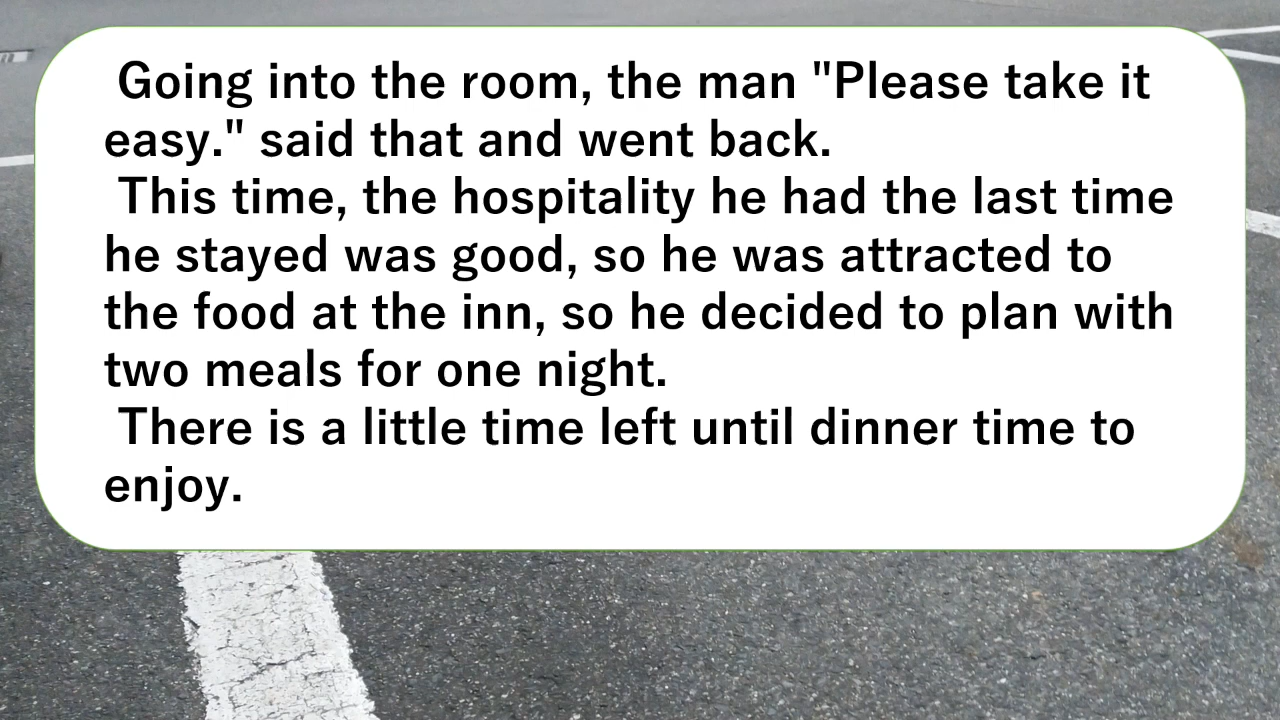 Going into the room, the man "Please take it
easy." said that and went back.
This time, the hospitality he had the last time
he stayed was good, so he was attracted to
the food at the inn, so he decided to plan with
two meals for one night.
There is a little time left until dinner time to
enjoy.